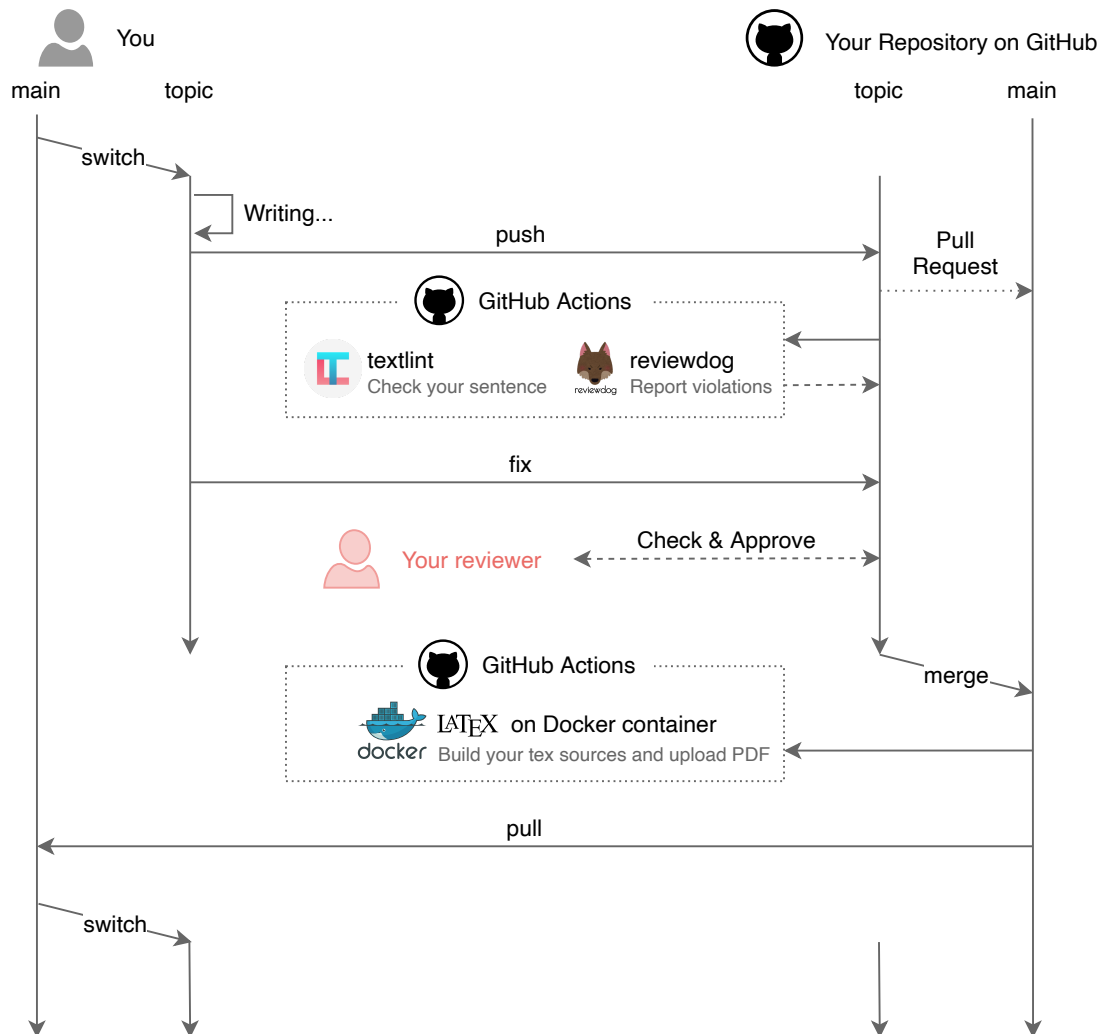 You
Your Repository on GitHub
main
topic
topic
main
switch
Writing...
push
Pull
Request
GitHub Actions
textlint
Check your sentence
reviewdog
reviewdog
Report violations
fix
Your reviewer
Check & Approve
GitHub Actions
merge
docker
LATEX on Docker container
Build your tex sources and upload PDF
pull
switch